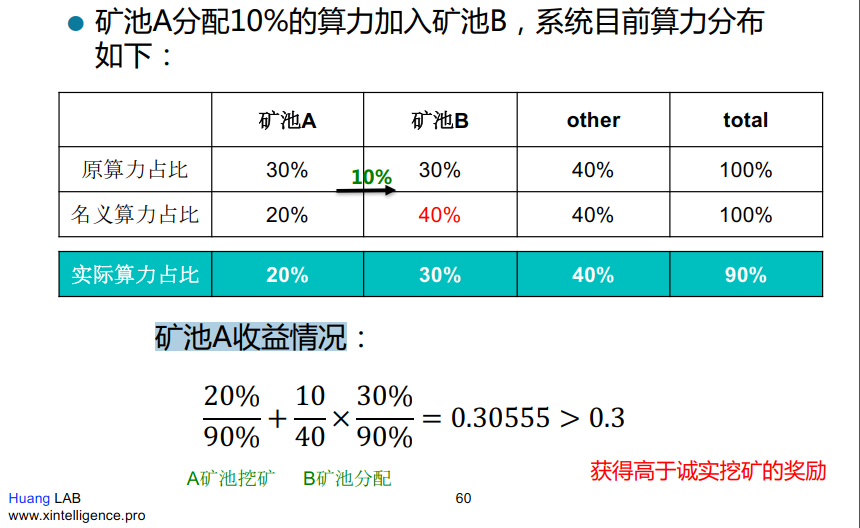 矿池A分配10%的算力加入矿池B，系统目前算力分布
如下：
矿池A 矿池B other total
原算力占比 30% 10% 30% 40% 100%
名义算力占比 20% 40% 40% 100%
实际算力占比 20% 30% 40% 90%
矿池A收益情况：
20%/90% + 10/40 × 30%/90% = 0.30555 > 0.3
A矿池挖矿 B矿池分配
获得高于诚实挖矿的奖励
Huang LAB 60
www.xintelligence.pro